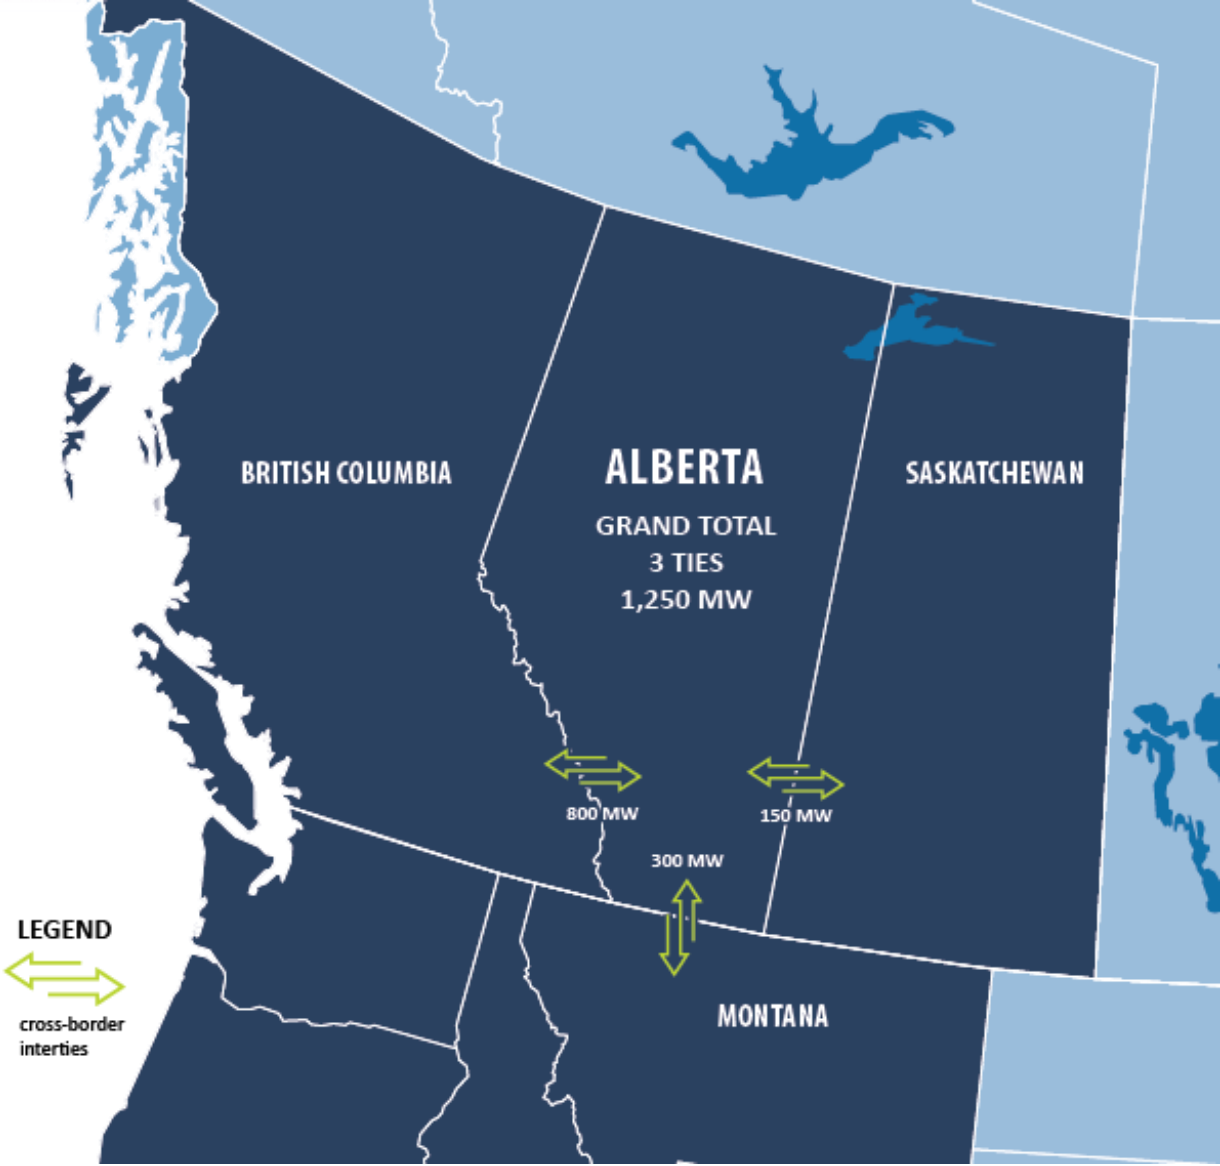 BRITISH COLUMBIA
ALBERTA
SASKATCHEWAN
GRAND TOTAL
3 TIES
1,250 MW
800 MW
150 MW
300 MW
LEGEND
cross-border
interties
MONTANA